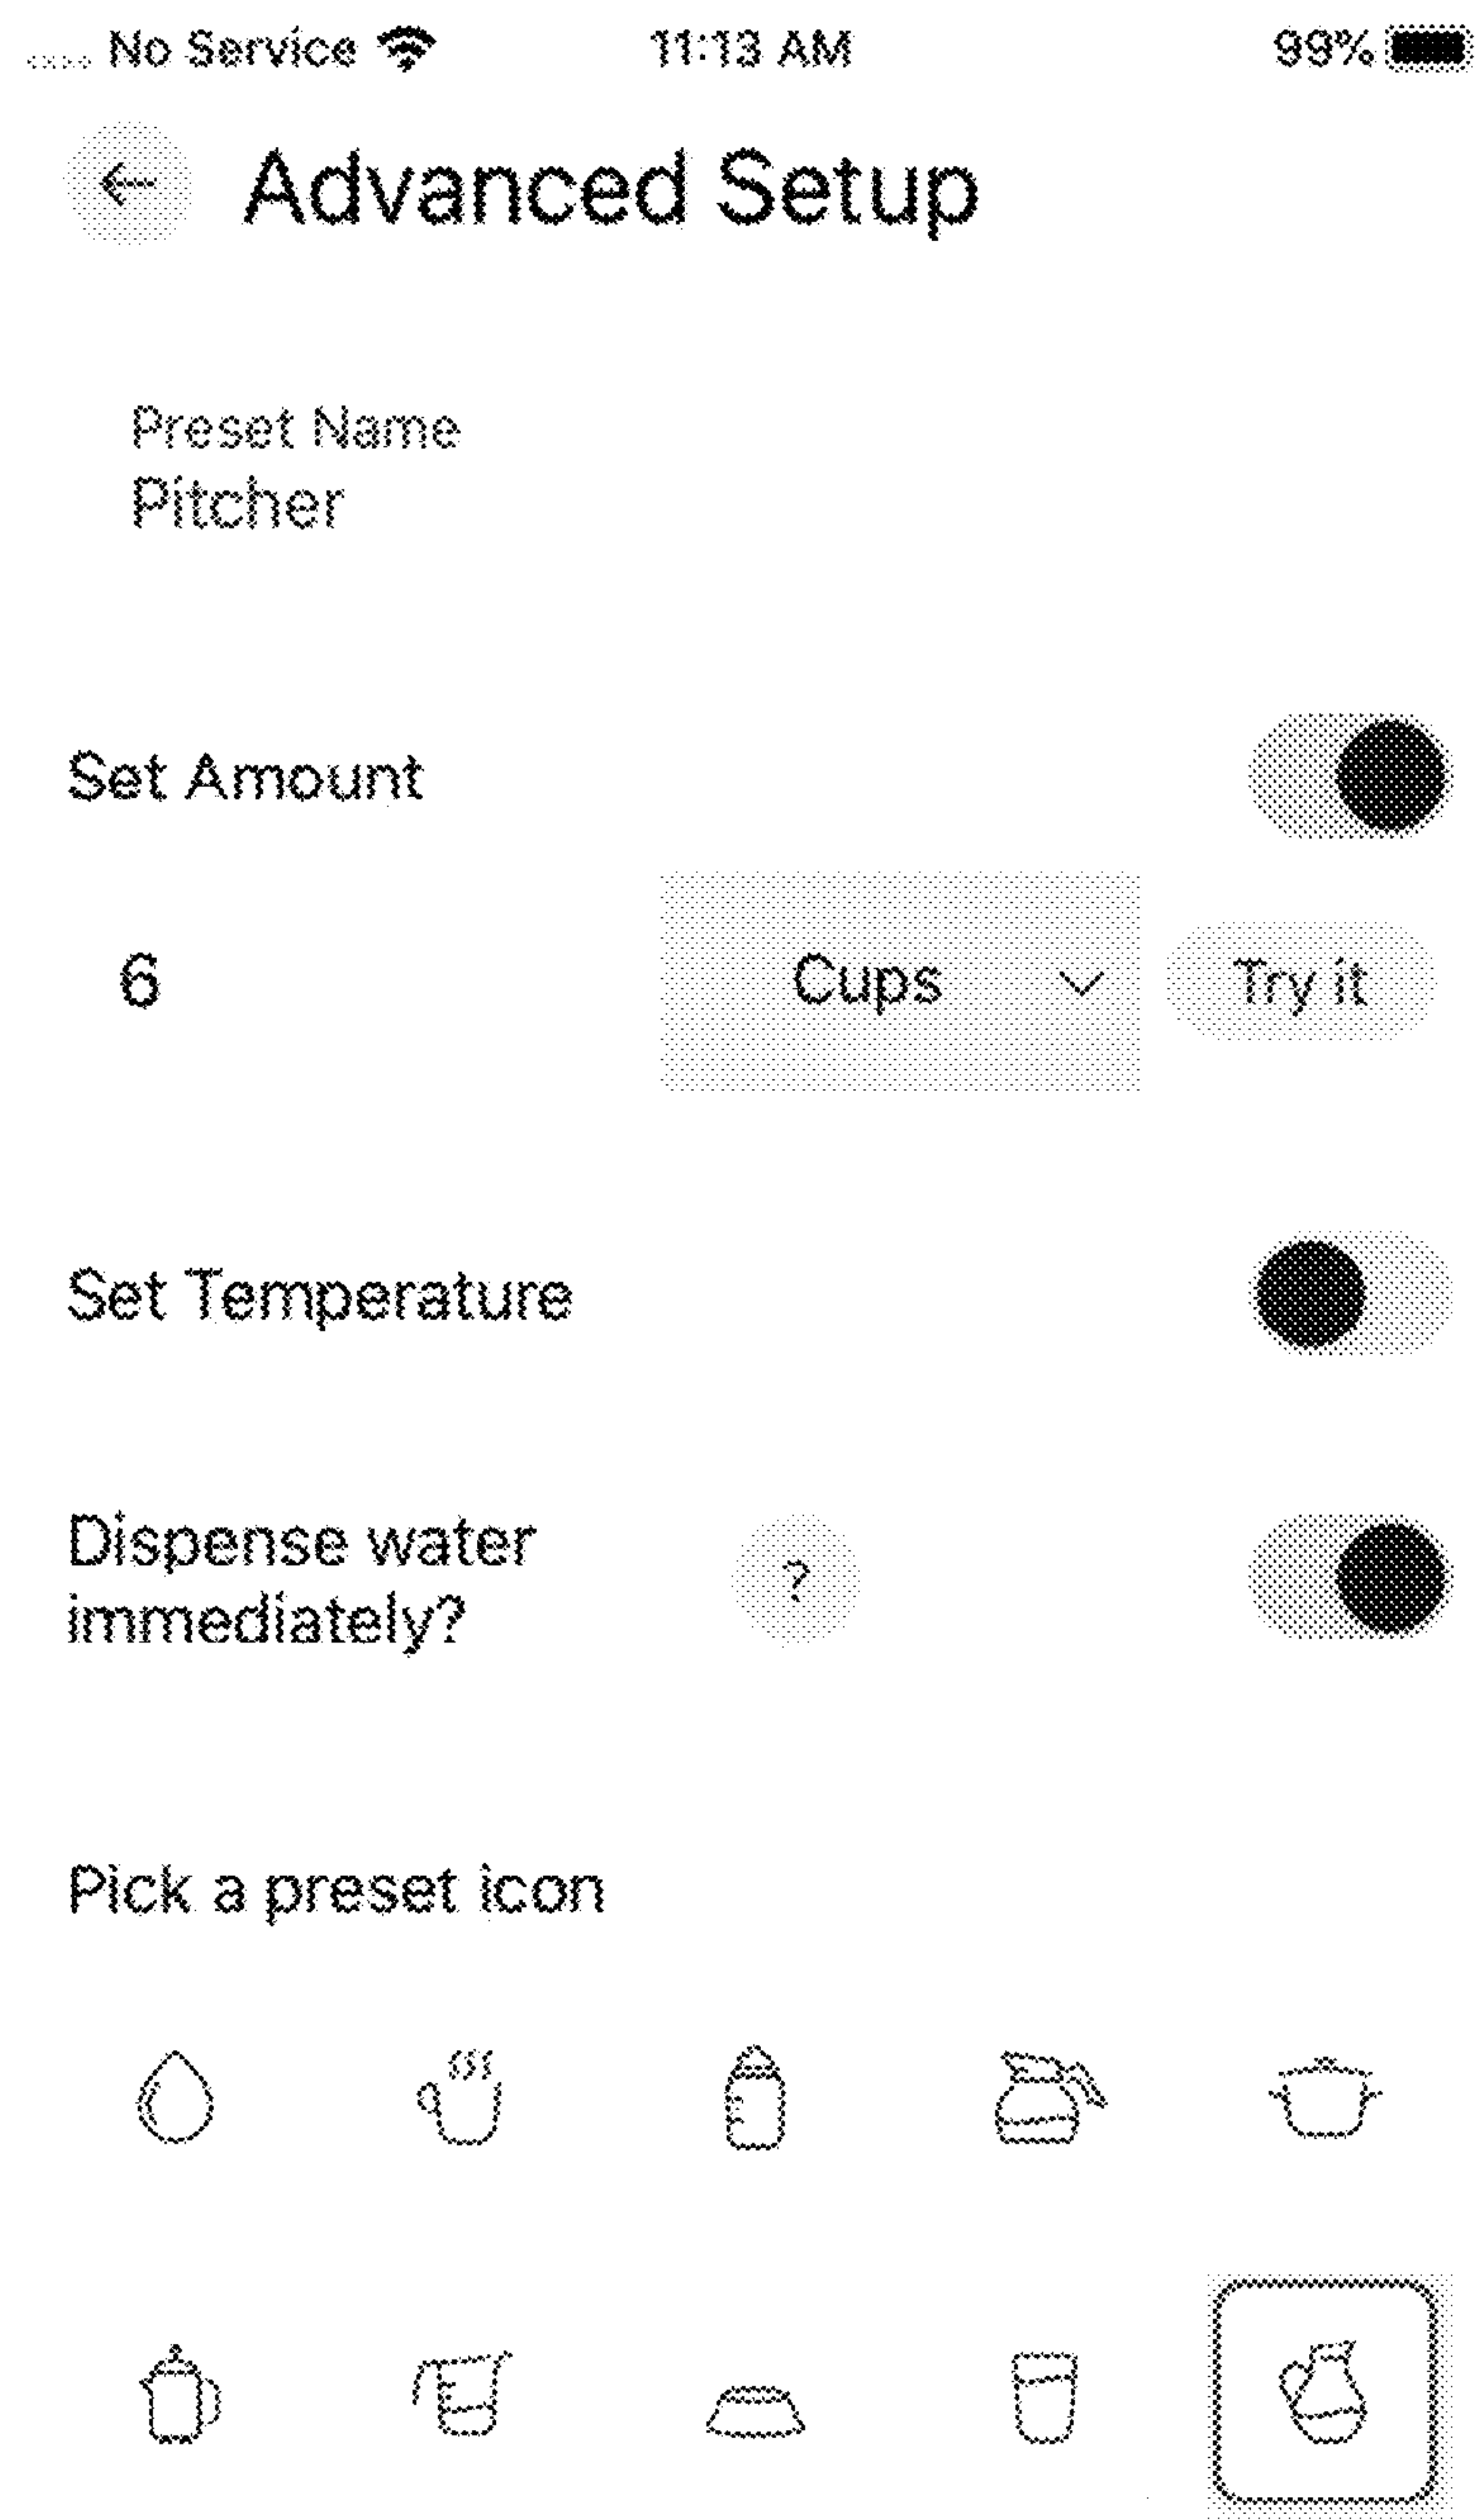 No Service 11:13 AM 99%
Advanced Setup
Preset Name
Pitcher
Set Amount
6 Cups Try it
Set Temperature
Dispense water
immediately?
?
Pick a preset icon